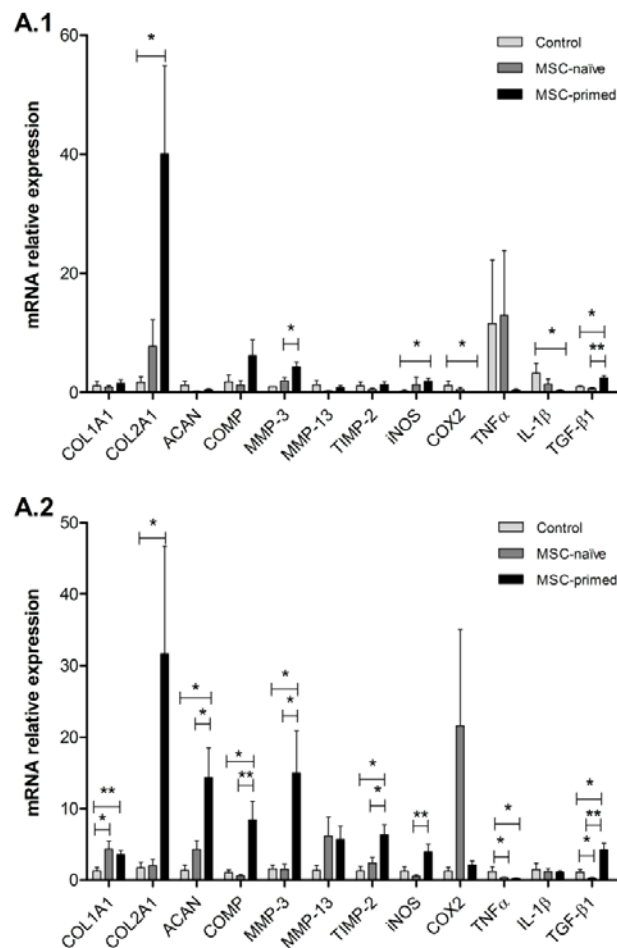 A.1
mRNA relative expression
60
40
20
0
Control
MSC-naïve
MSC-primed
*
*
*
*
*
*
**
COL1A1
COL2A1
ACAN
COMP
MMP-3
MMP-13
TIMP-2
iNOS
COX2
TNFα
IL-1β
TGF-β1
A.2
mRNA relative expression
50
40
30
20
10
0
Control
MSC-naïve
MSC-primed
**
*
*
*
*
*
**
*
*
*
*
**
*
*
*
**
*
COL1A1
COL2A1
ACAN
COMP
MMP-3
MMP-13
TIMP-2
iNOS
COX2
TNFα
IL-1β
TGF-β1